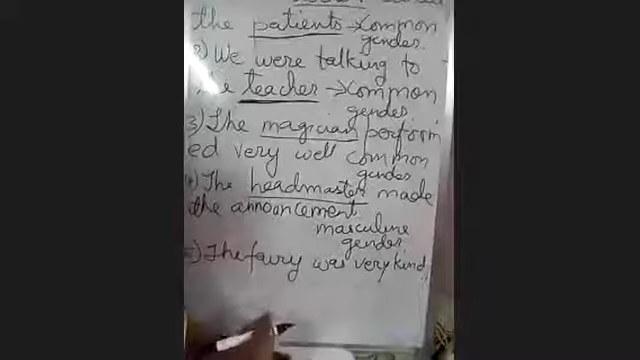 the patients → common
gender
2) We were talking to
the teacher → common
gender
3) The magician perform
ed very well common
gender
4) The headmaster made
the announcement
masculine
gender
5) The fairy was very kind.